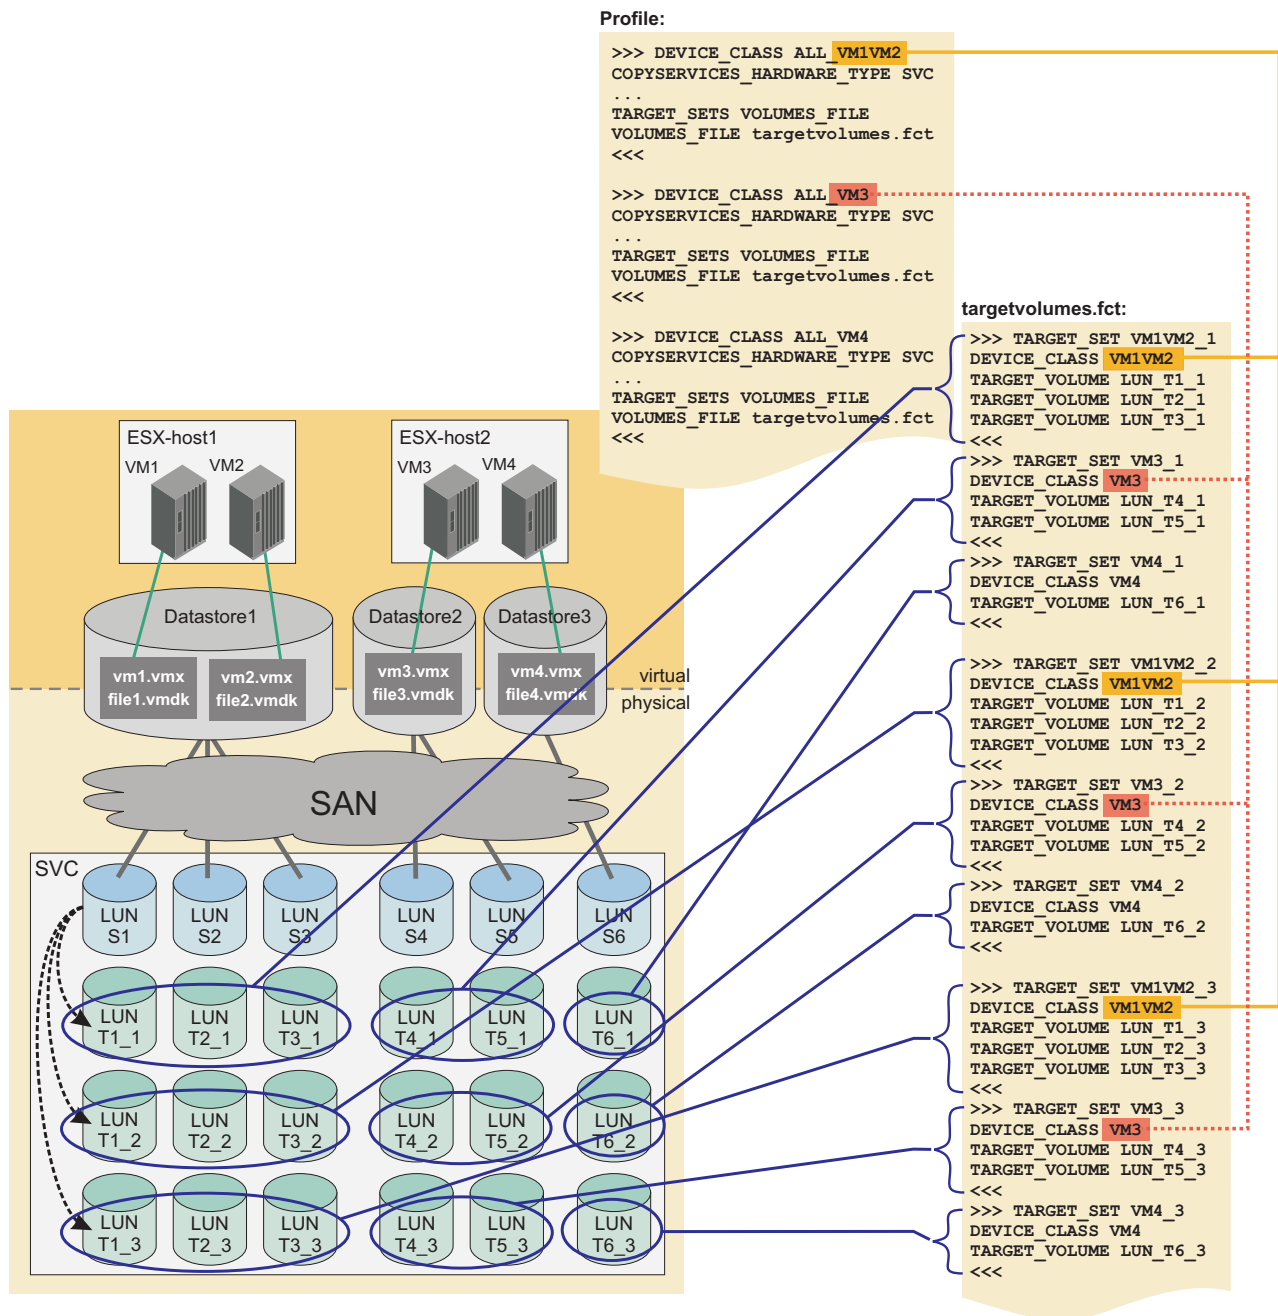 Profile:
>>> DEVICE_CLASS ALL_VM1VM2
COPYSERVICES_HARDWARE_TYPE SVC
...
TARGET_SETS VOLUMES_FILE
VOLUMES_FILE targetvolumes.fct
<<<
>>> DEVICE_CLASS ALL_VM3
COPYSERVICES_HARDWARE_TYPE SVC
...
TARGET_SETS VOLUMES_FILE
VOLUMES_FILE targetvolumes.fct
<<<
>>> DEVICE_CLASS ALL_VM4
COPYSERVICES_HARDWARE_TYPE SVC
...
TARGET_SETS VOLUMES_FILE
VOLUMES_FILE targetvolumes.fct
<<<
targetvolumes.fct:
>>> TARGET_SET VM1VM2_1
DEVICE_CLASS VM1VM2
TARGET_VOLUME LUN_T1_1
TARGET_VOLUME LUN_T2_1
TARGET_VOLUME LUN_T3_1
<<<
>>> TARGET_SET VM3_1
DEVICE_CLASS VM3
TARGET_VOLUME LUN_T4_1
TARGET_VOLUME LUN_T5_1
<<<
>>> TARGET_SET VM4_1
DEVICE_CLASS VM4
TARGET_VOLUME LUN_T6_1
<<<
>>> TARGET_SET VM1VM2_2
DEVICE_CLASS VM1VM2
TARGET_VOLUME LUN_T1_2
TARGET_VOLUME LUN_T2_2
TARGET_VOLUME LUN_T3_2
<<<
>>> TARGET_SET VM3_2
DEVICE_CLASS VM3
TARGET_VOLUME LUN_T4_2
TARGET_VOLUME LUN_T5_2
<<<
>>> TARGET_SET VM4_2
DEVICE_CLASS VM4
TARGET_VOLUME LUN_T6_2
<<<
>>> TARGET_SET VM1VM2_3
DEVICE_CLASS VM1VM2
TARGET_VOLUME LUN_T1_3
TARGET_VOLUME LUN_T2_3
TARGET_VOLUME LUN_T3_3
<<<
>>> TARGET_SET VM3_3
DEVICE_CLASS VM3
TARGET_VOLUME LUN_T4_3
TARGET_VOLUME LUN_T5_3
<<<
>>> TARGET_SET VM4_3
DEVICE_CLASS VM4
TARGET_VOLUME LUN_T6_3
<<<
ESX-host1
VM1
VM2
ESX-host2
VM3
VM4
Datastore1
vm1.vmx
file1.vmdk
vm2.vmx
file2.vmdk
Datastore2
vm3.vmx
file3.vmdk
Datastore3
vm4.vmx
file4.vmdk
virtual
physical
SAN
SVC
LUN
S1
LUN
S2
LUN
S3
LUN
S4
LUN
S5
LUN
S6
LUN
T1_1
LUN
T2_1
LUN
T3_1
LUN
T4_1
LUN
T5_1
LUN
T6_1
LUN
T1_2
LUN
T2_2
LUN
T3_2
LUN
T4_2
LUN
T5_2
LUN
T6_2
LUN
T1_3
LUN
T2_3
LUN
T3_3
LUN
T4_3
LUN
T5_3
LUN
T6_3